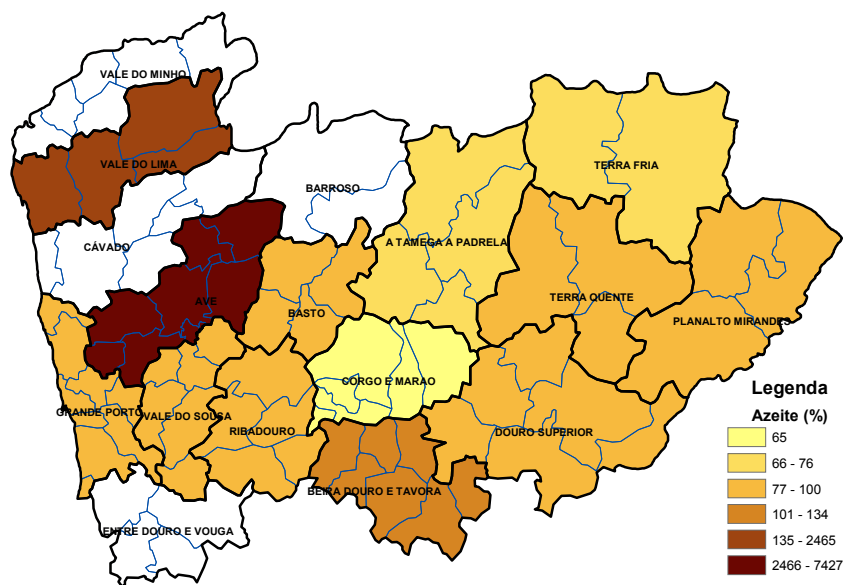 VALE DO MINHO
VALE DO LIMA
TERRA FRIA
BARROSO
CÁVADO
A TAMEGA A PADRELA
AVE
BASTO
TERRA QUENTE
PLANALTO MIRANDES
CORGO E MARAO
GRANDE PORTO
VALE DO SOUSA
RIBADOURO
DOURO SUPERIOR
BEIRA DOURO E TAVORA
ENTRE DOURO E VOUGA
Legenda
Azeite (%)
65
66 - 76
77 - 100
101 - 134
135 - 2465
2466 - 7427